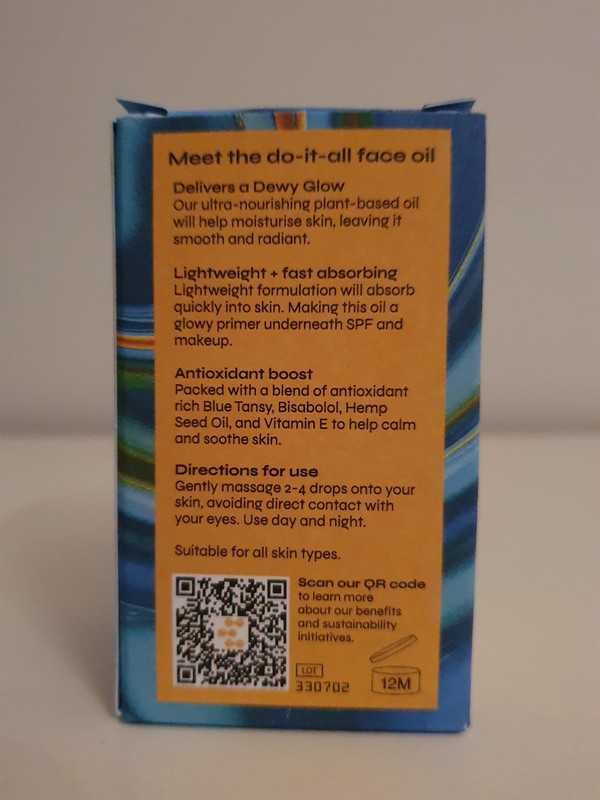 Meet the do-it-all face oil
Delivers a Dewy Glow
Our ultra-nourishing plant-based oil
will help moisturise skin, leaving it
smooth and radiant.
Lightweight + fast absorbing
Lightweight formulation will absorb
quickly into skin. Making this oil a
glowy primer underneath SPF and
makeup.
Antioxidant boost
Packed with a blend of antioxidant
rich Blue Tansy, Bisabolol, Hemp
Seed Oil, and Vitamin E to help calm
and soothe skin.
Directions for use
Gently massage 2-4 drops onto your
skin, avoiding direct contact with
your eyes. Use day and night.
Suitable for all skin types.
Scan our QR code
to learn more
about our benefits
and sustainability
initiatives.
LOT
330702
12M